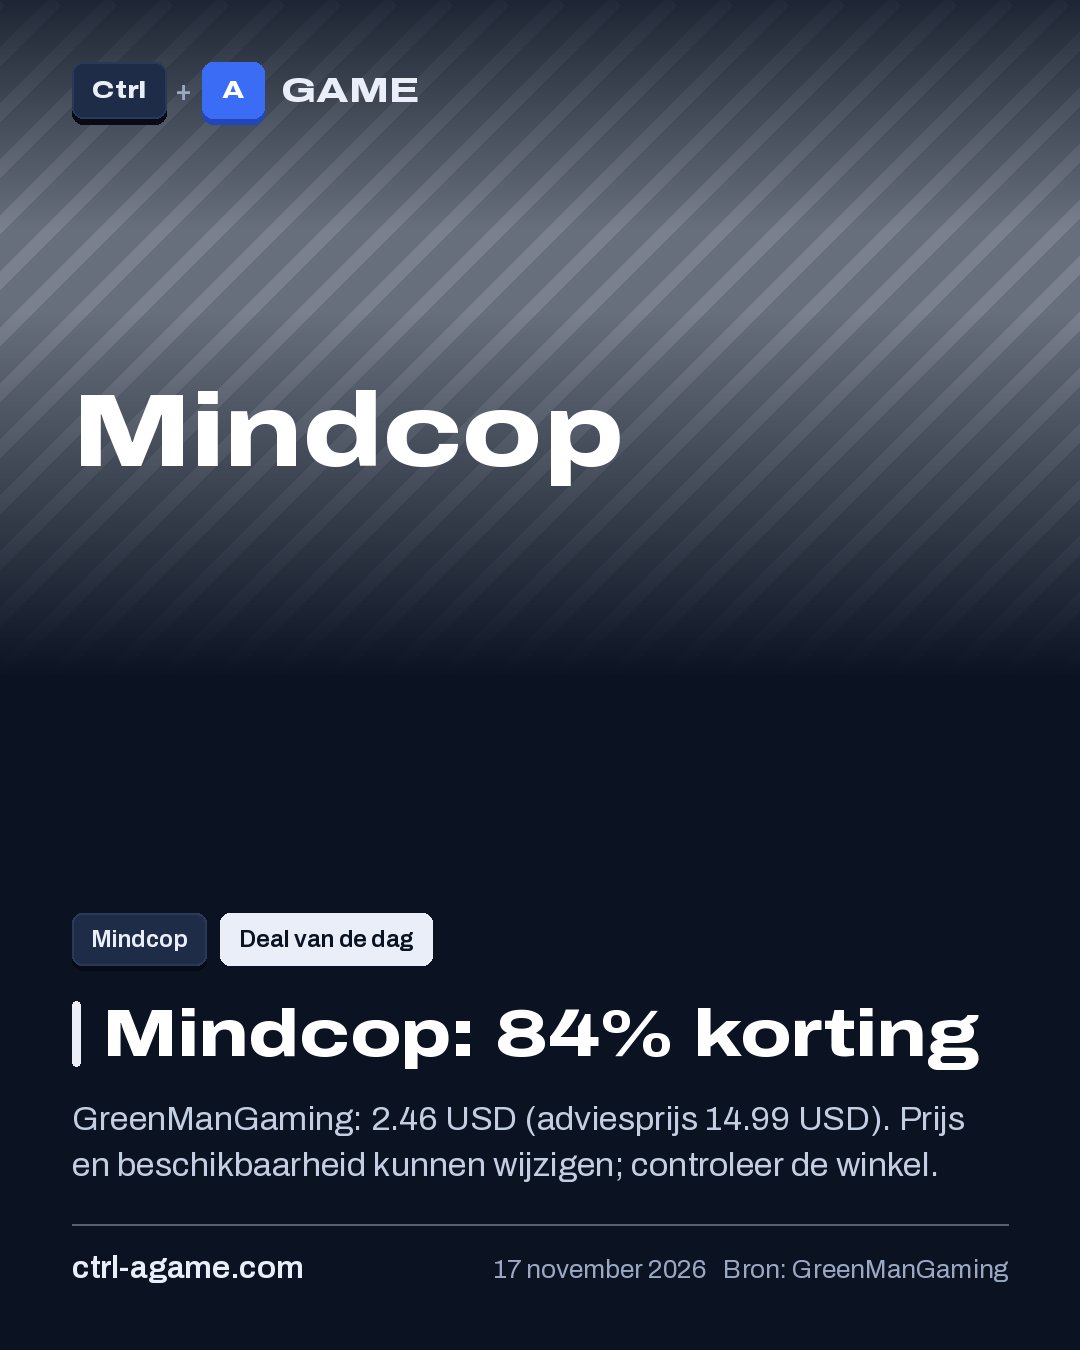 Ctrl + A GAME
Mindcop
Mindcop Deal van de dag
Mindcop: 84% korting
GreenManGaming: 2.46 USD (adviesprijs 14.99 USD). Prijs
en beschikbaarheid kunnen wijzigen; controleer de winkel.
ctrl-agame.com 17 november 2026 Bron: GreenManGaming